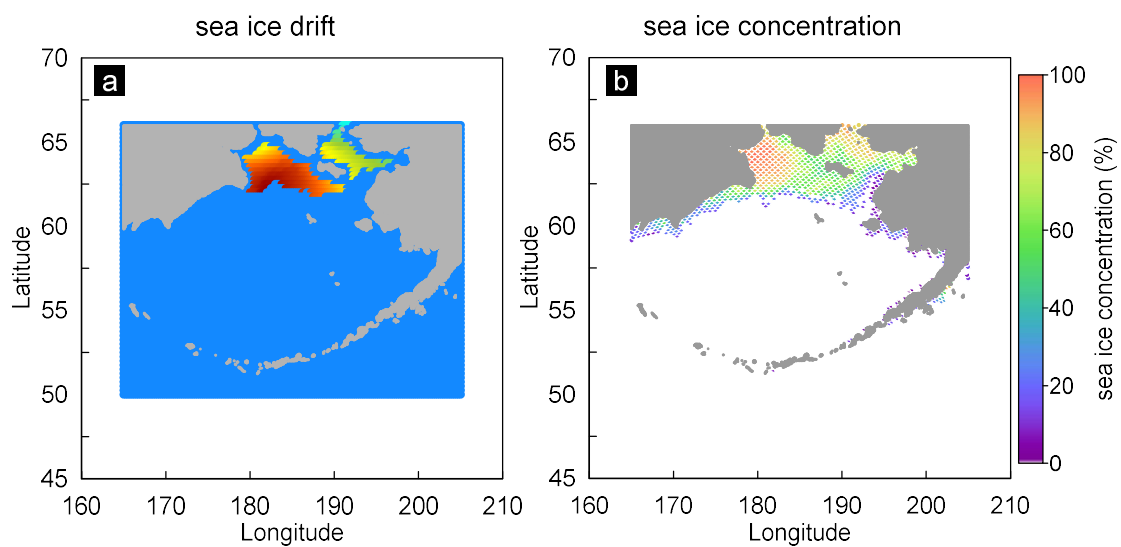 sea ice drift
sea ice concentration
a
b
70
65
60
55
50
45
Latitude
160 170 180 190 200 210
Longitude
70
65
60
55
50
45
Latitude
160 170 180 190 200 210
Longitude
100
80
60
40
20
0
sea ice concentration (%)